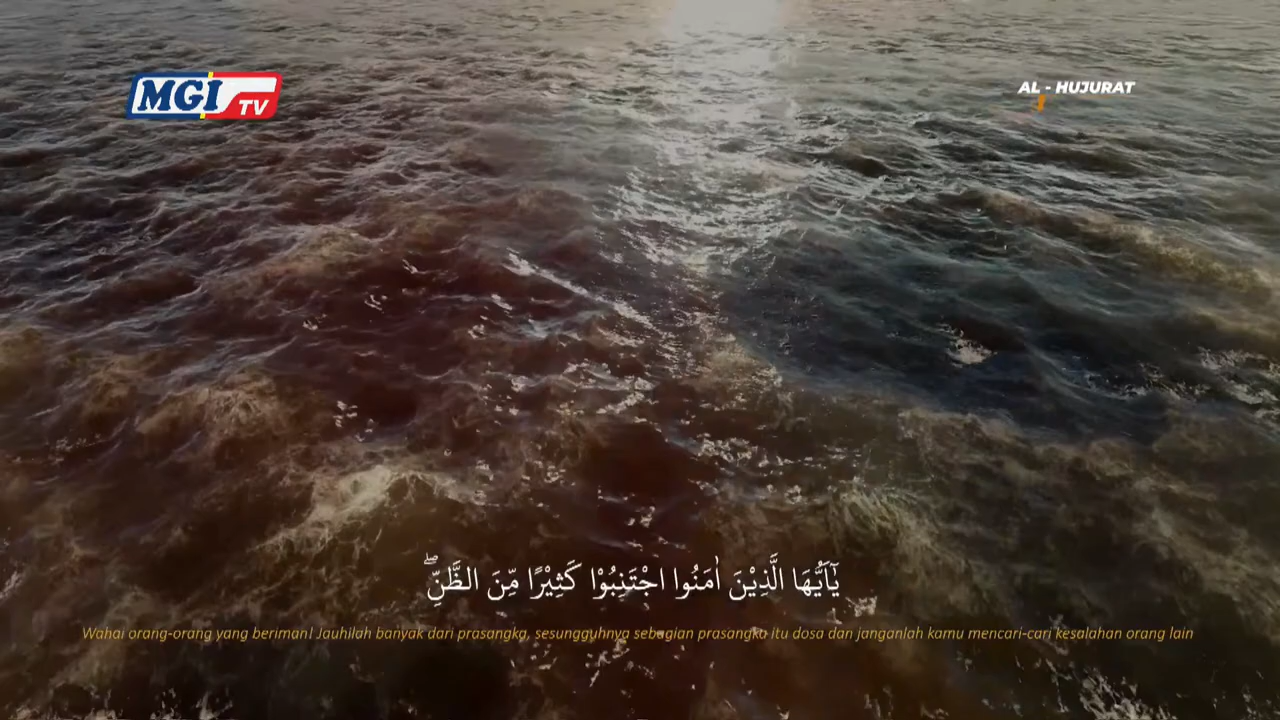 MGI TV
AL - HUJURAT
يٰٓاَيُّهَا الَّذِيْنَ اٰمَنُوا اجْتَنِبُوْا كَثِيْرًا مِّنَ الظَّنِّۖ
Wahai orang-orang yang beriman! Jauhilah banyak dari prasangka, sesungguhnya sebagian prasangka itu dosa dan janganlah kamu mencari-cari kesalahan orang lain